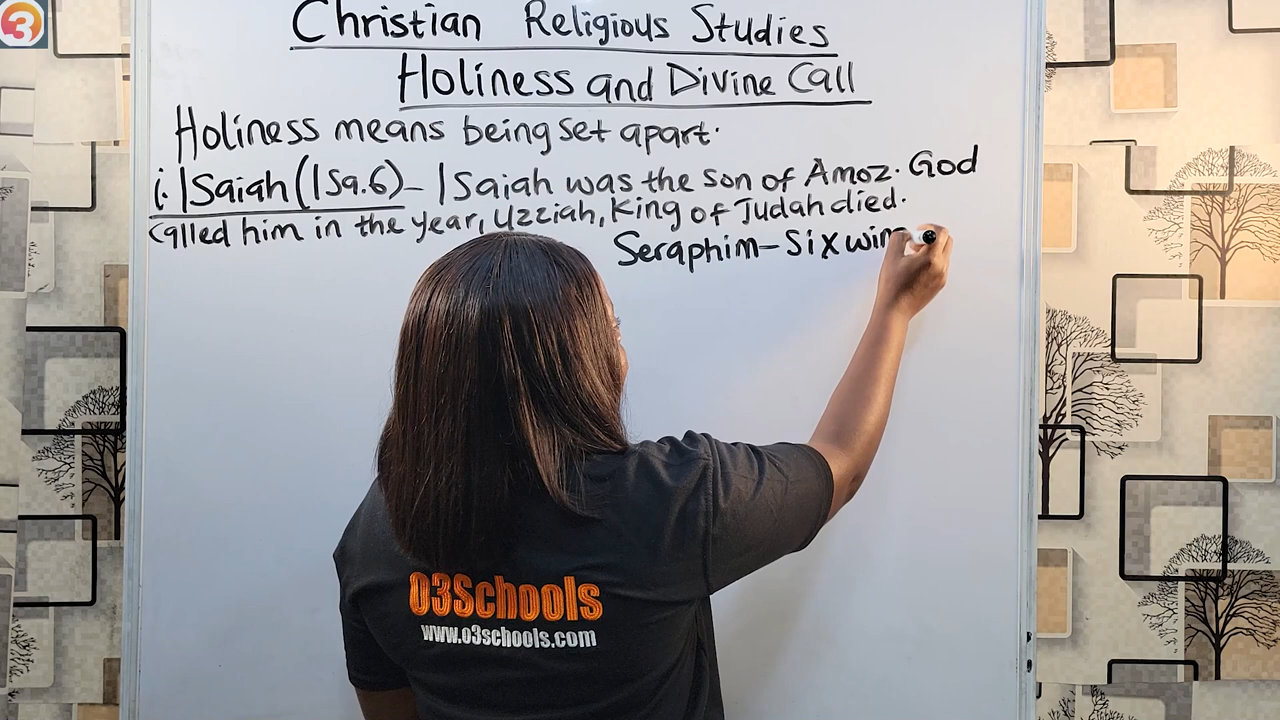 3
Christian Religious Studies
Holiness and Divine Call
Holiness means being set apart.
i. Isaiah (Isa.6) - Isaiah was the son of Amoz. God
called him in the year, Uzziah, King of Judah died.
Seraphim - Six
O3Schools
www.o3schools.com